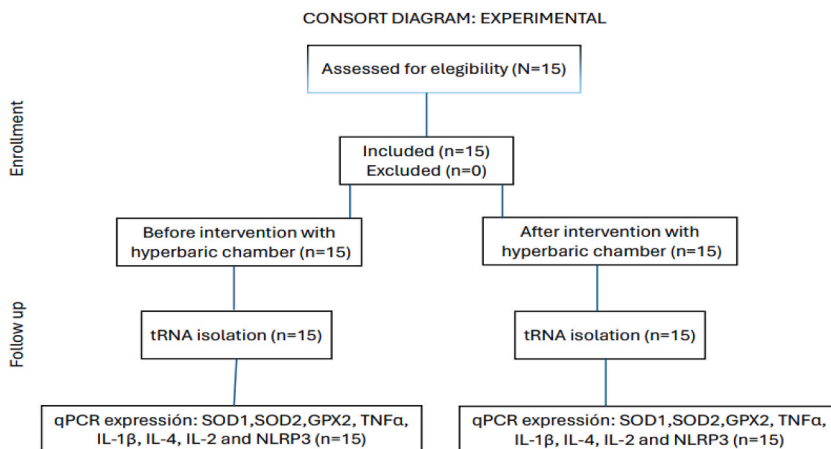 CONSORT DIAGRAM: EXPERIMENTAL
Assessed for elegibility (N=15)
Enrollment
Included (n=15)
Excluded (n=0)
Before intervention with
hyperbaric chamber (n=15)
After intervention with
hyperbaric chamber (n=15)
Follow up
tRNA isolation (n=15)
tRNA isolation (n=15)
qPCR expressión: SOD1,SOD2,GPX2, TNFα,
IL-1β, IL-4, IL-2 and NLRP3 (n=15)
qPCR expressión: SOD1,SOD2,GPX2, TNFα,
IL-1β, IL-4, IL-2 and NLRP3 (n=15)